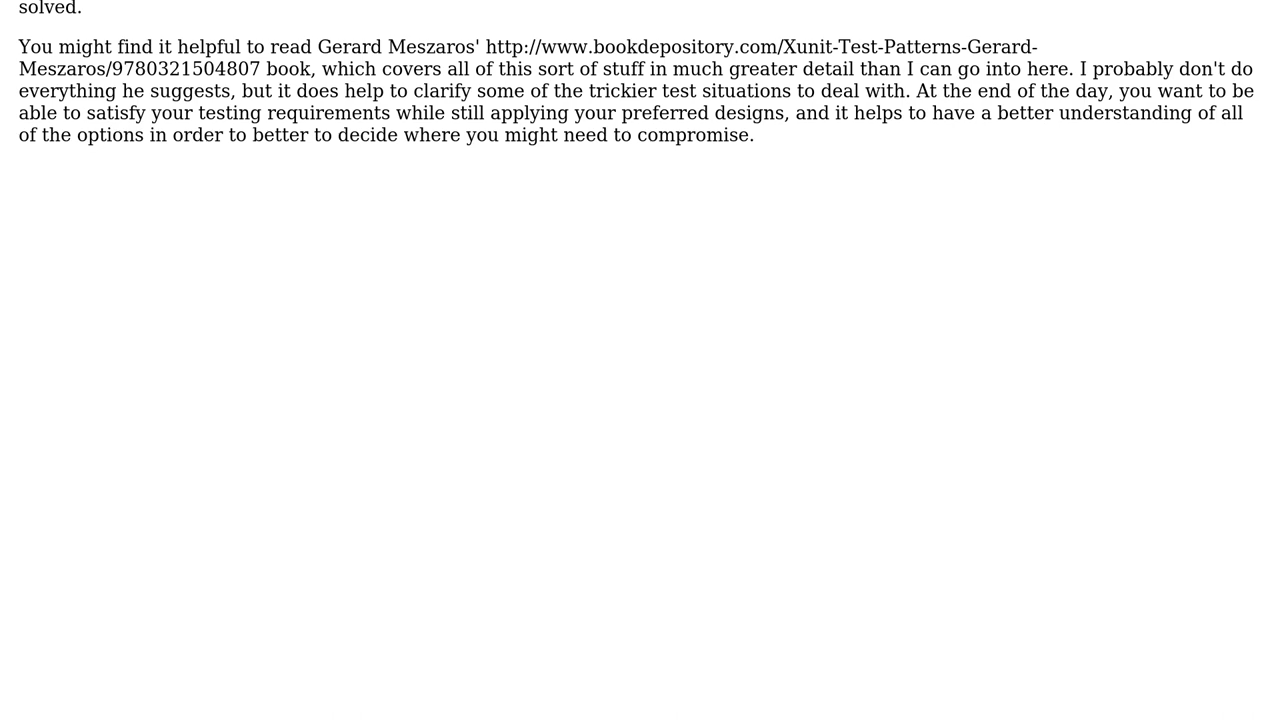 solved.
You might find it helpful to read Gerard Meszaros' http://www.bookdepository.com/Xunit-Test-Patterns-Gerard-
Meszaros/9780321504807 book, which covers all of this sort of stuff in much greater detail than I can go into here. I probably don't do
everything he suggests, but it does help to clarify some of the trickier test situations to deal with. At the end of the day, you want to be
able to satisfy your testing requirements while still applying your preferred designs, and it helps to have a better understanding of all
of the options in order to better to decide where you might need to compromise.